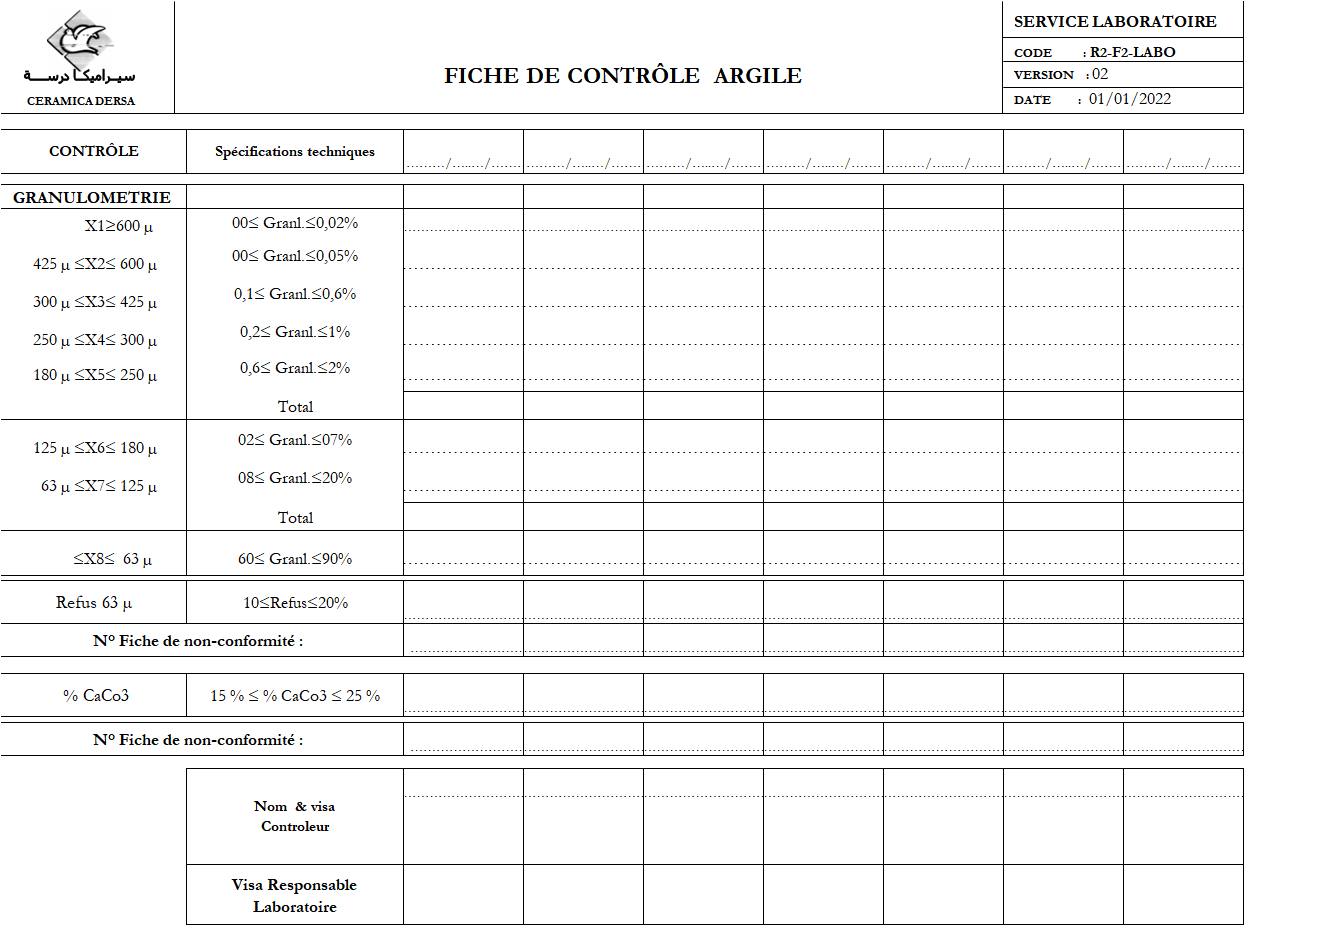 سيراميكا درسة
CERAMICA DERSA
FICHE DE CONTRÔLE ARGILE
SERVICE LABORATOIRE
CODE : R2-F2-LABO
VERSION : 02
DATE : 01/01/2022
CONTRÔLE Spécifications techniques ........./......../....... ........./......../....... ........./......../....... ........./......../....... ........./......../....... ........./......../....... ........./......../.......
GRANULOMETRIE
X1≥600 µ 00≤ Granl.≤0,02%
425 µ ≤X2≤ 600 µ 00≤ Granl.≤0,05%
300 µ ≤X3≤ 425 µ 0,1≤ Granl.≤0,6%
250 µ ≤X4≤ 300 µ 0,2≤ Granl.≤1%
180 µ ≤X5≤ 250 µ 0,6≤ Granl.≤2%
Total
125 µ ≤X6≤ 180 µ 02≤ Granl.≤07%
63 µ ≤X7≤ 125 µ 08≤ Granl.≤20%
Total
≤X8≤ 63 µ 60≤ Granl.≤90%
Refus 63 µ 10≤Refus≤20%
N° Fiche de non-conformité :
% CaCo3 15 % ≤ % CaCo3 ≤ 25 %
N° Fiche de non-conformité :
Nom & visa
Controleur
Visa Responsable
Laboratoire